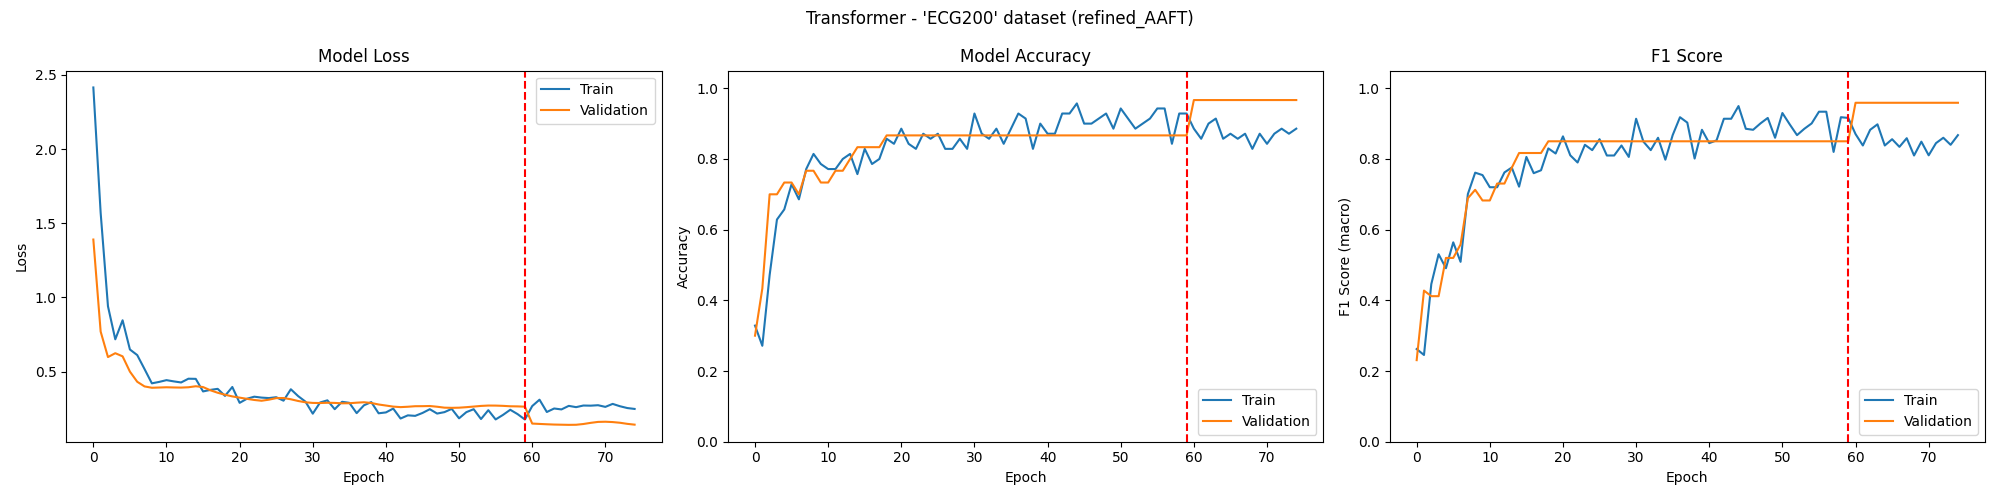 Transformer - 'ECG200' dataset (refined_AAFT)
Model Loss
2.5
2.0
1.5
1.0
0.5
Loss
0 10 20 30 40 50 60 70
Epoch
Train
Validation
Model Accuracy
1.0
0.8
0.6
0.4
0.2
0.0
Accuracy
0 10 20 30 40 50 60 70
Epoch
Train
Validation
F1 Score
1.0
0.8
0.6
0.4
0.2
0.0
F1 Score (macro)
0 10 20 30 40 50 60 70
Epoch
Train
Validation